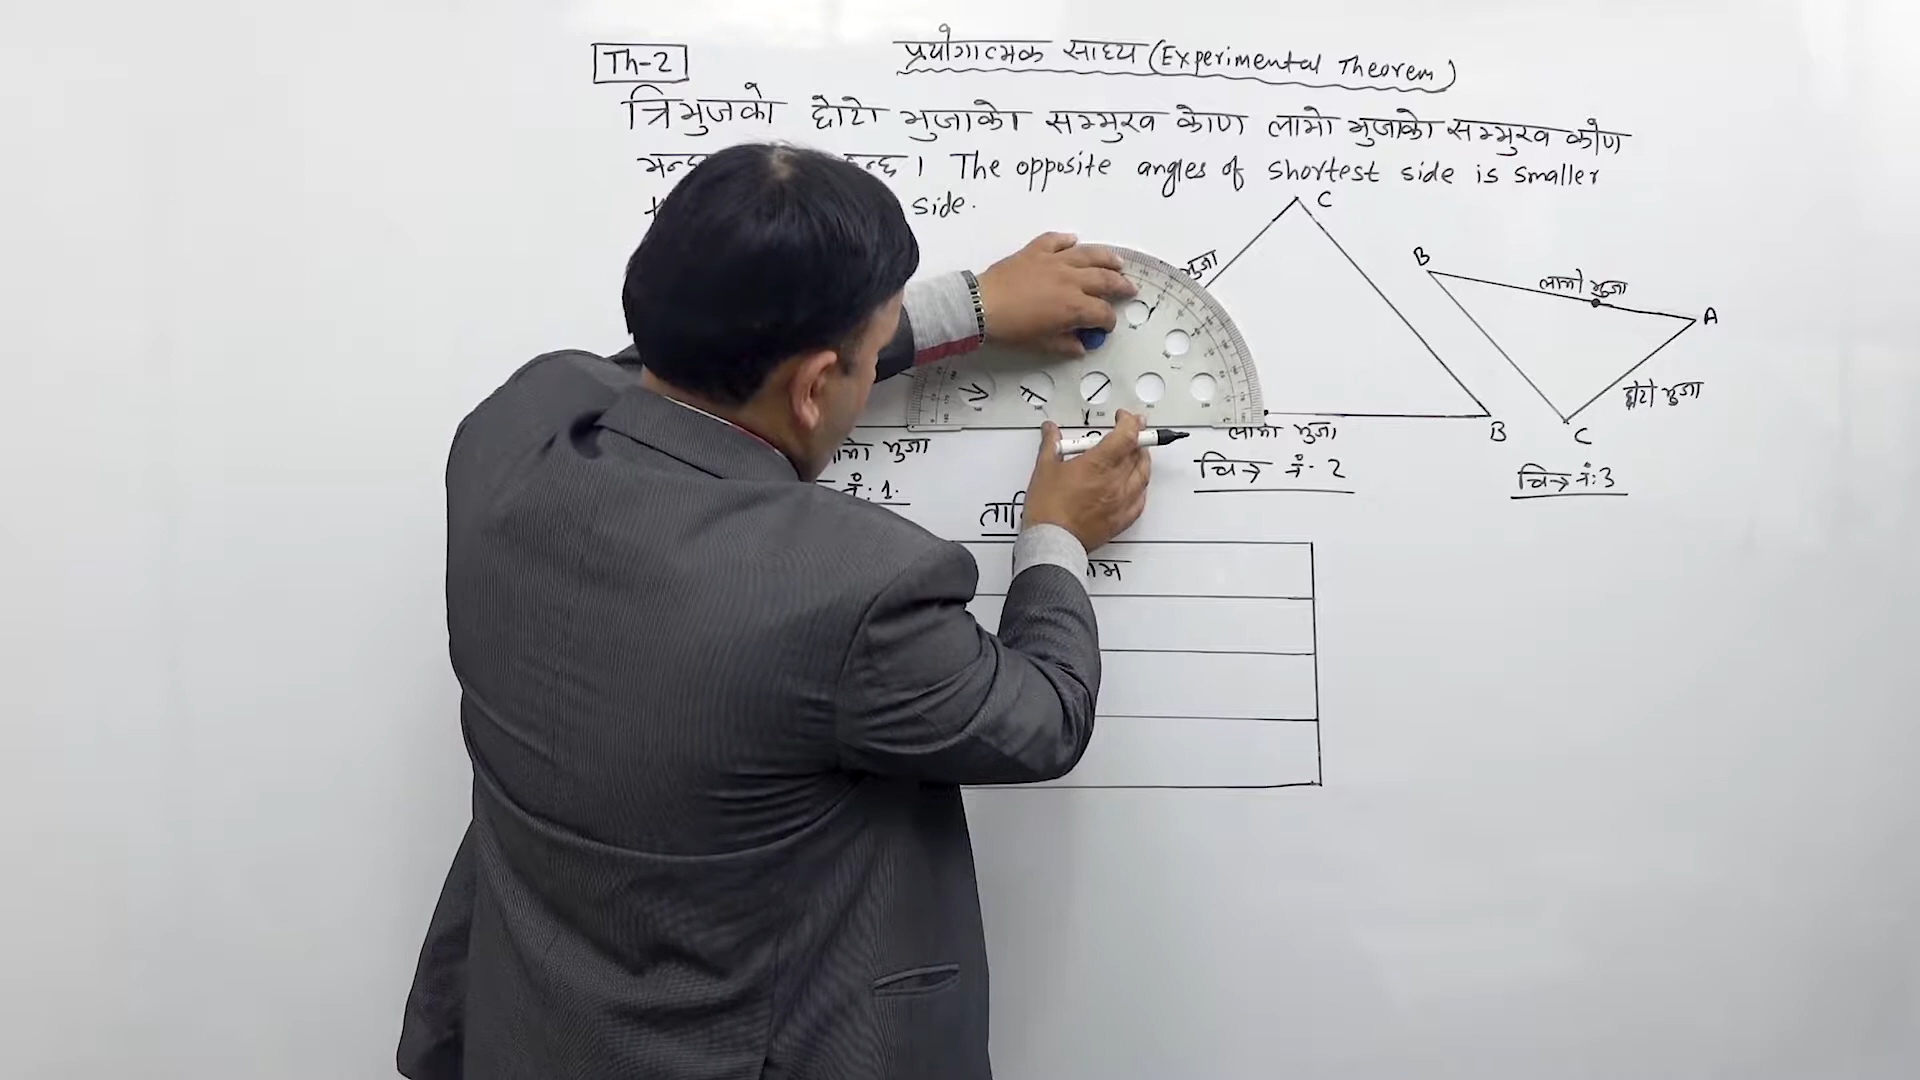 Th-2
प्रयोगात्मक साध्य (Experimental Theorem)
त्रिभुजको छोटो भुजाको सम्मुख कोण लामो भुजाको सम्मुख कोण
। The opposite angles of shortest side is smaller
side.
C
भुजा
B
लामो भुजा
A
छोटो भुजा
भुजा
लामो भुजा
B
C
नं: 1.
चित्र नं. 2
चित्र नं: 3